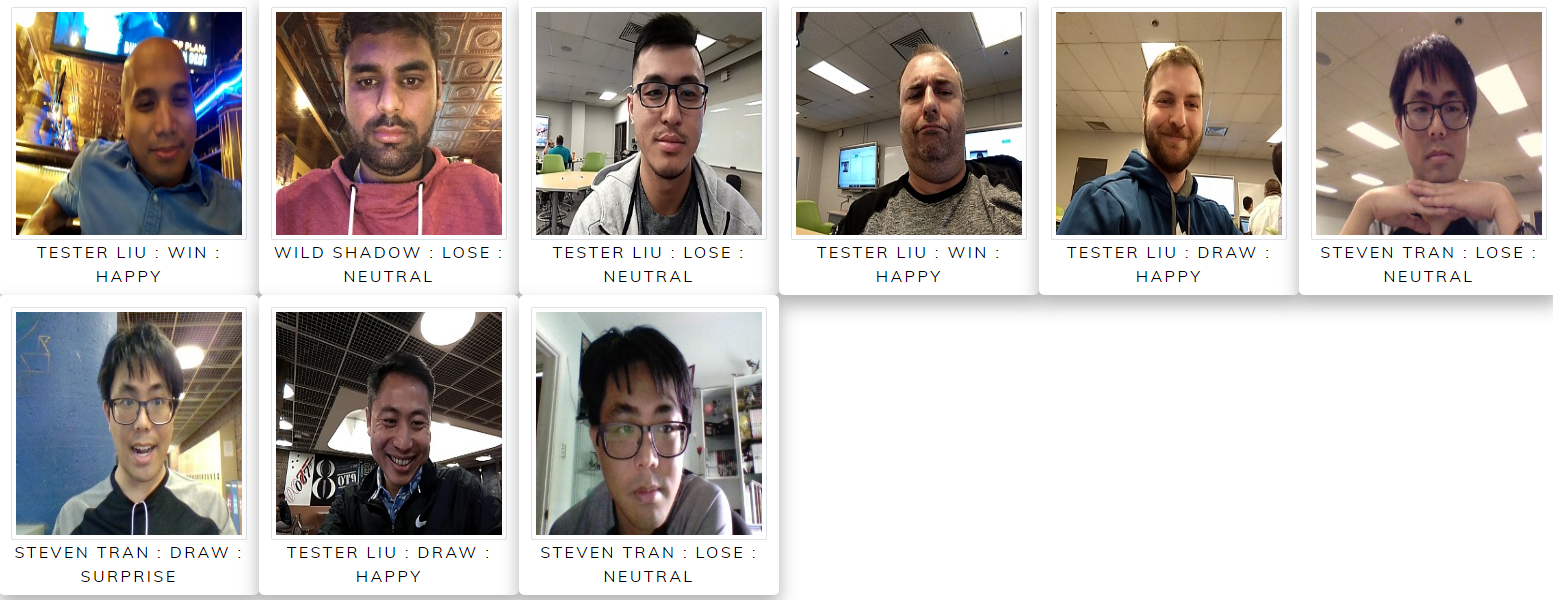 TESTER LIU : WIN :
HAPPY
WILD SHADOW : LOSE :
NEUTRAL
TESTER LIU : LOSE :
NEUTRAL
TESTER LIU : WIN :
HAPPY
TESTER LIU : DRAW :
HAPPY
STEVEN TRAN : LOSE :
NEUTRAL
STEVEN TRAN : DRAW :
SURPRISE
TESTER LIU : DRAW :
HAPPY
STEVEN TRAN : LOSE :
NEUTRAL